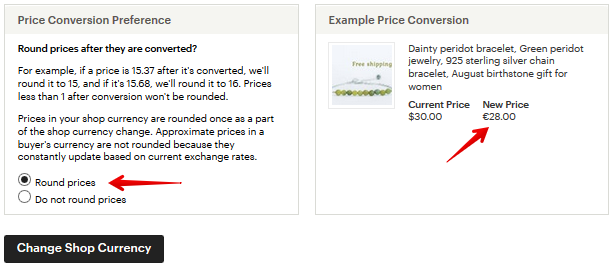 Price Conversion Preference
Round prices after they are converted?
For example, if a price is 15.37 after it's converted, we'll
round it to 15, and if it's 15.68, we'll round it to 16. Prices
less than 1 after conversion won't be rounded.
Prices in your shop currency are rounded once as a part
of the shop currency change. Approximate prices in a
buyer's currency are not rounded because they
constantly update based on current exchange rates.
Round prices
Do not round prices
Change Shop Currency
Example Price Conversion
Free shipping
Dainty peridot bracelet, Green peridot
jewelry, 925 sterling silver chain
bracelet, August birthstone gift for
women
Current Price New Price
$30.00 €28.00